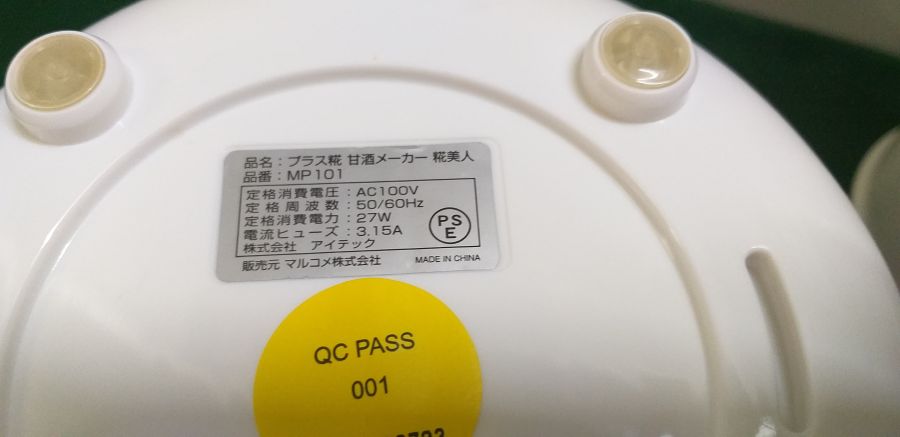 品名：プラス糀 甘酒メーカー 糀美人
品番：MP101
定格消費電圧：AC100V
定格周波数：50/60Hz
定格消費電力：27W
電流ヒューズ：3.15A
PS
E
株式会社 アイテック
販売元 マルコメ株式会社 MADE IN CHINA
QC PASS
001